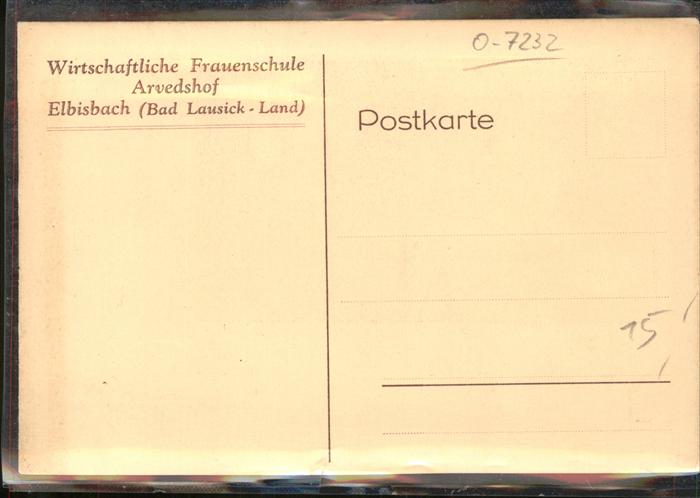 Wirtschaftliche Frauenschule
Arvedshof
Elbisbach (Bad Lausick - Land)
O-7232
Postkarte
15